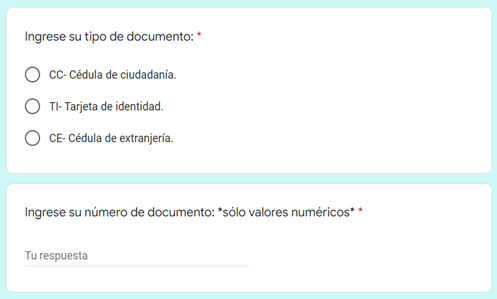 Ingrese su tipo de documento: *
CC- Cédula de ciudadanía.
TI- Tarjeta de identidad.
CE- Cédula de extranjería.
Ingrese su número de documento: *sólo valores numéricos* *
Tu respuesta